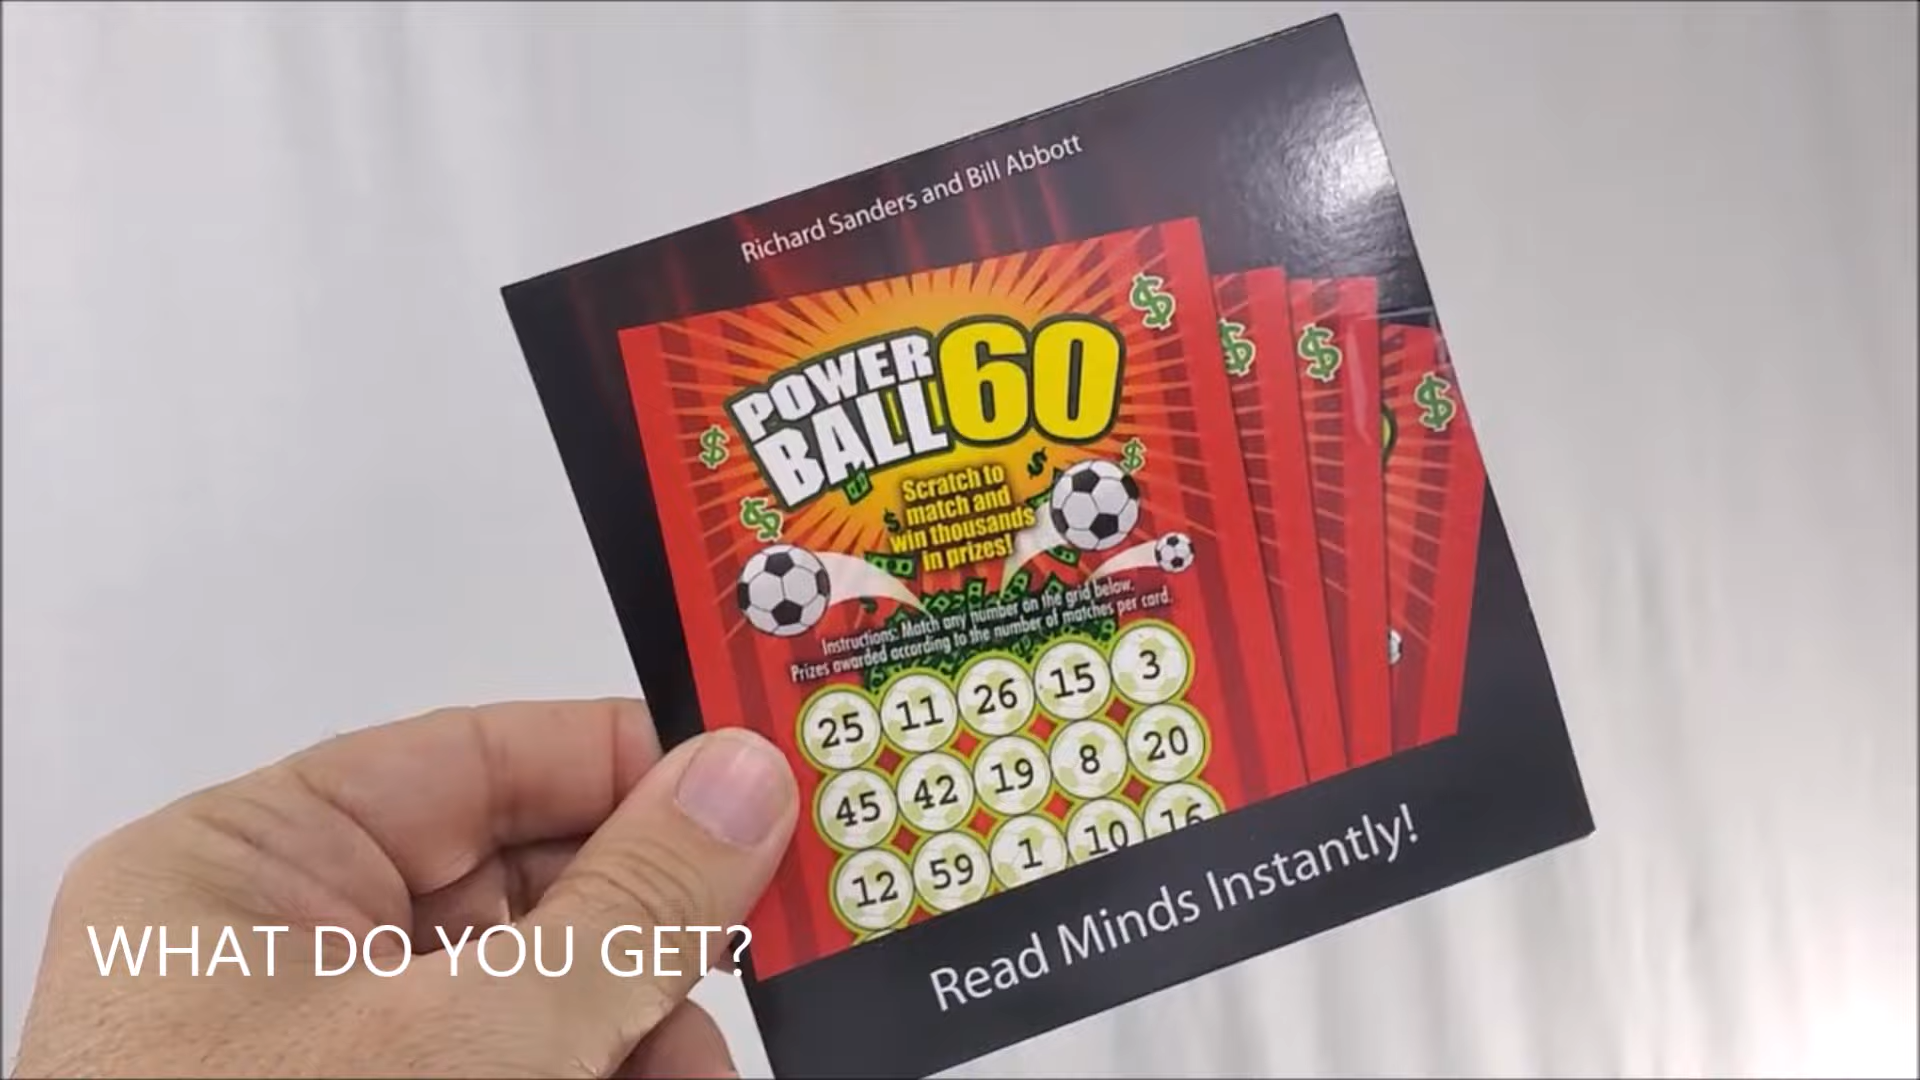 Richard Sanders and Bill Abbott
POWER
BALL 60
Scratch to
match and
win thousands
in prizes!
Instructions: Match any number on the grid below.
Prizes awarded according to the number of matches per card.
25 11 26 15 3
45 42 19 8 20
12 59 1 10 16
Read Minds Instantly!
WHAT DO YOU GET?